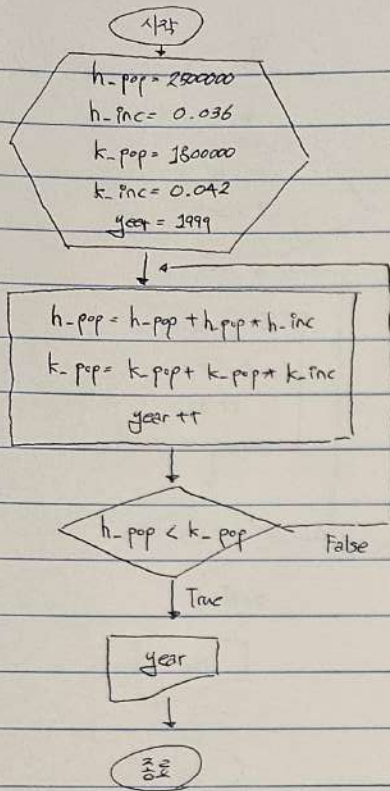 시작
h_pop = 2500000
h_inc = 0.036
k_pop = 1800000
k_inc = 0.042
year = 1999
h_pop = h_pop + h_pop * h_inc
k_pop = k_pop + k_pop * k_inc
year ++
h_pop < k_pop
False
True
year
종료